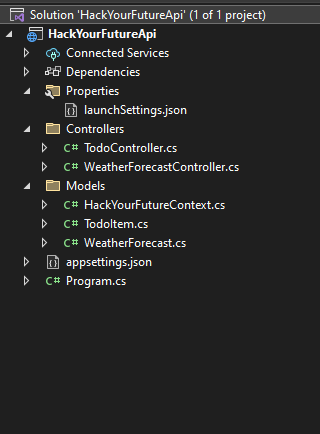 Solution 'HackYourFutureApi' (1 of 1 project)
HackYourFutureApi
Connected Services
Dependencies
Properties
launchSettings.json
Controllers
C# TodoController.cs
C# WeatherForecastController.cs
Models
C# HackYourFutureContext.cs
C# TodoItem.cs
C# WeatherForecast.cs
appsettings.json
C# Program.cs